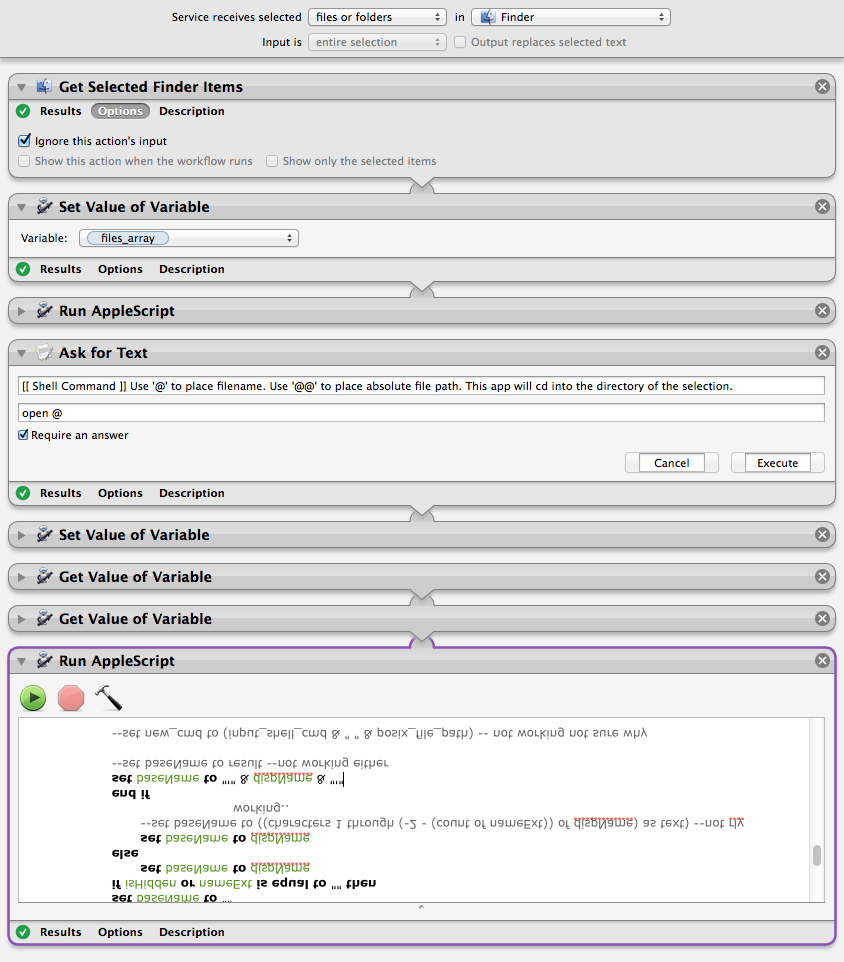 Service receives selected files or folders in Finder
Input is entire selection Output replaces selected text
Get Selected Finder Items
Results Options Description
Ignore this action's input
Show this action when the workflow runs Show only the selected items
Set Value of Variable
Variable: files_array
Results Options Description
Run AppleScript
Ask for Text
[[ Shell Command ]] Use '@' to place filename. Use '@@' to place absolute file path. This app will cd into the directory of the selection.
open @
Require an answer
Cancel Execute
Results Options Description
Set Value of Variable
Get Value of Variable
Get Value of Variable
Run AppleScript
set baseName to ""
if isHidden or nameExt is equal to "" then
set baseName to dispName
else
set baseName to dispName
--set baseName to ((characters 1 through (-2 - (count of nameExt)) of dispName) as text) --not rly
working..
end if
set baseName to "'" & dispName & "'"
--set baseName to result --not working either
--set new_cmd to (input_shell_cmd & " " & posix_file_path) -- not working not sure why
Results Options Description